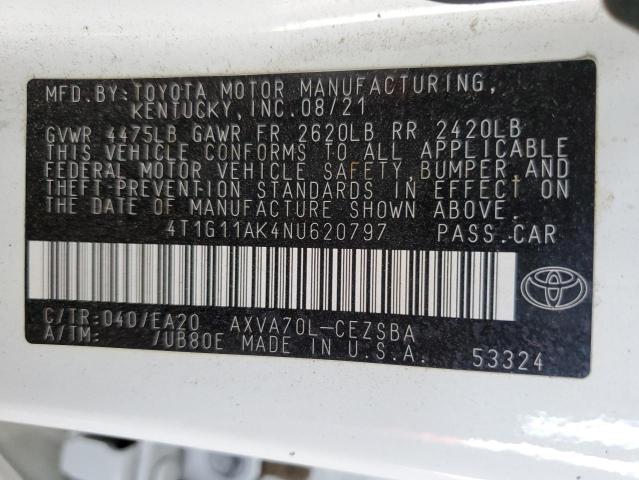 MFD.BY:TOYOTA MOTOR MANUFACTURING,
KENTUCKY, INC. 08/21
GVWR 4475LB GAWR FR 2620LB RR 2420LB
THIS VEHICLE CONFORMS TO ALL APPLICABLE
FEDERAL MOTOR VEHICLE SAFETY, BUMPER, AND
THEFT-PREVENTION STANDARDS IN EFFECT ON
THE DATE OF MANUFACTURE SHOWN ABOVE.
4T1G11AK4NU620797 PASS.CAR
C/TR:040/EA20 AXVA70L-CEZSBA
A/TM: /UB80E MADE IN U.S.A. 53324